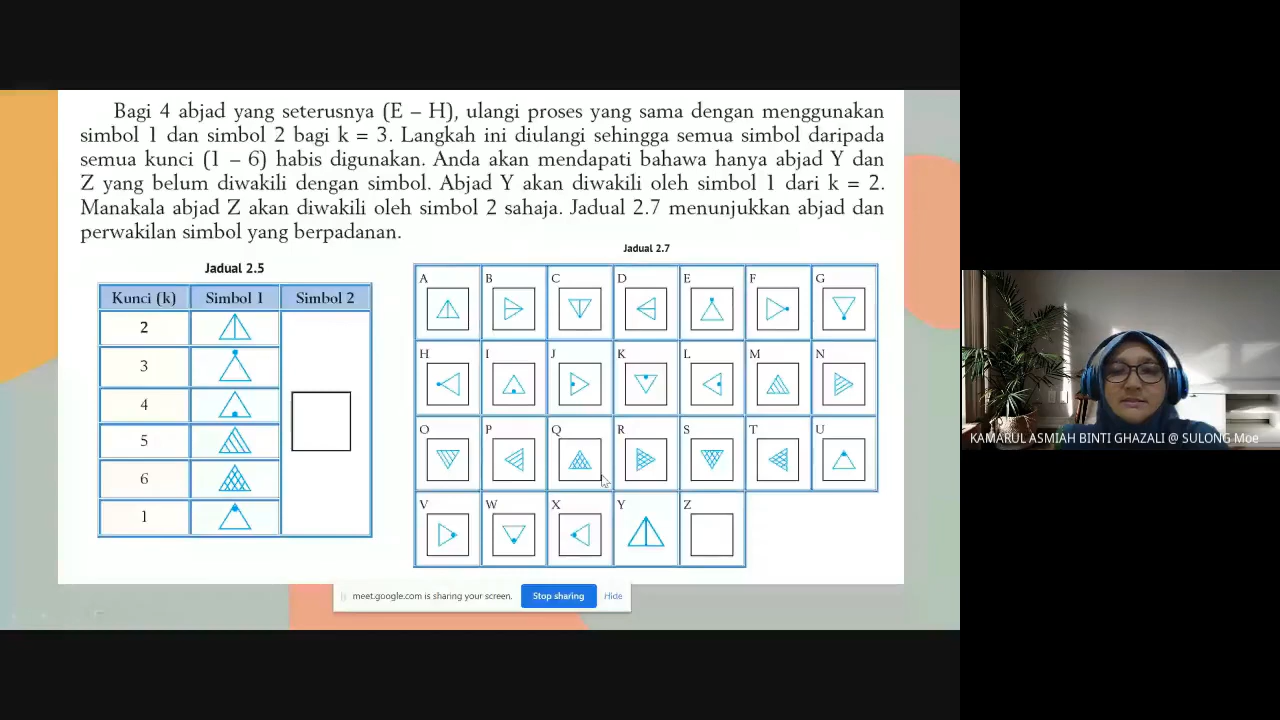 Bagi 4 abjad yang seterusnya (E – H), ulangi proses yang sama dengan menggunakan
simbol 1 dan simbol 2 bagi k = 3. Langkah ini diulangi sehingga semua simbol daripada
semua kunci (1 – 6) habis digunakan. Anda akan mendapati bahawa hanya abjad Y dan
Z yang belum diwakili dengan simbol. Abjad Y akan diwakili oleh simbol 1 dari k = 2.
Manakala abjad Z akan diwakili oleh simbol 2 sahaja. Jadual 2.7 menunjukkan abjad dan
perwakilan simbol yang berpadanan.
Jadual 2.5
Kunci (k) Simbol 1 Simbol 2
2
3
4
5
6
1
Jadual 2.7
A B C D E F G
H I J K L M N
O P Q R S T U
V W X Y Z
meet.google.com is sharing your screen. Stop sharing Hide
KAMARUL ASMIAH BINTI GHAZALI @ SULONG Moe